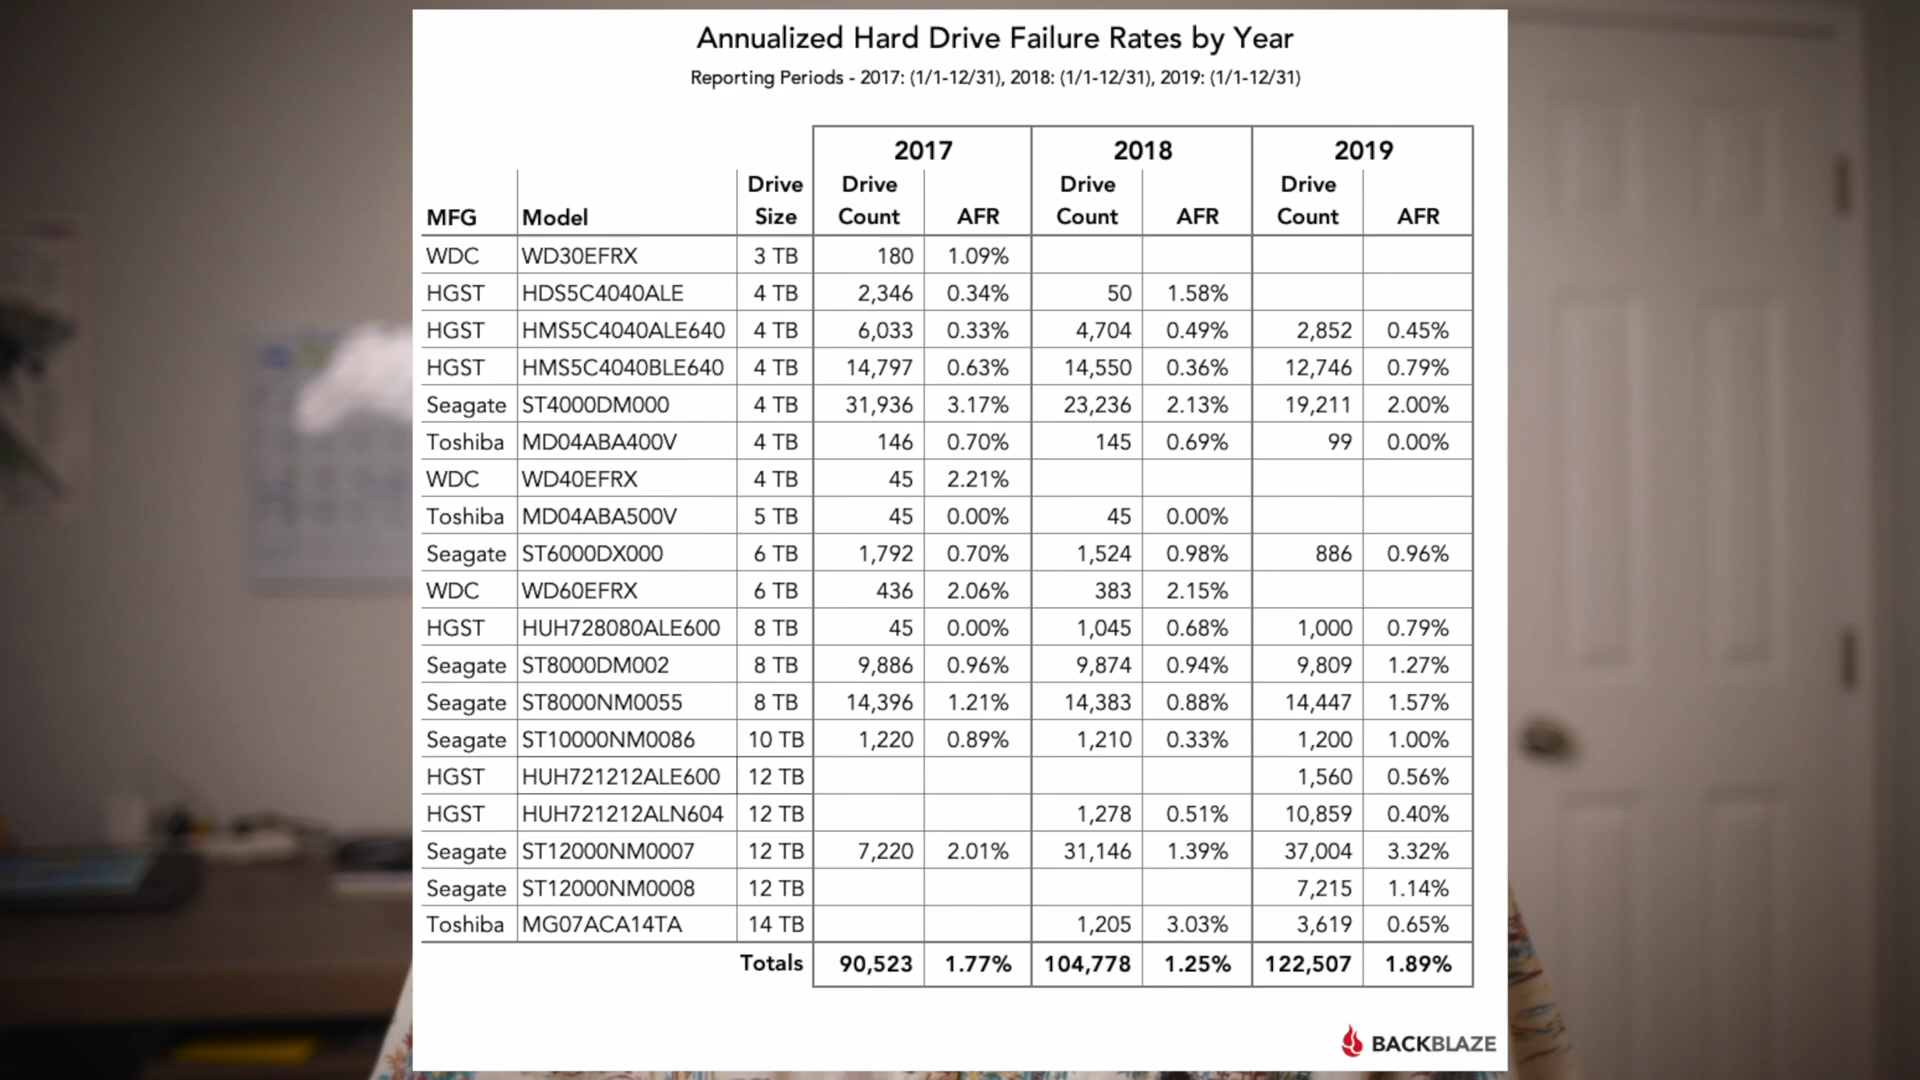 Annualized Hard Drive Failure Rates by Year
Reporting Periods - 2017: (1/1-12/31), 2018: (1/1-12/31), 2019: (1/1-12/31)
2017 2018 2019
Drive Drive Drive Drive
MFG Model Size Count AFR Count AFR Count AFR
WDC WD30EFRX 3 TB 180 1.09%
HGST HDS5C4040ALE 4 TB 2,346 0.34% 50 1.58%
HGST HMS5C4040ALE640 4 TB 6,033 0.33% 4,704 0.49% 2,852 0.45%
HGST HMS5C4040BLE640 4 TB 14,797 0.63% 14,550 0.36% 12,746 0.79%
Seagate ST4000DM000 4 TB 31,936 3.17% 23,236 2.13% 19,211 2.00%
Toshiba MD04ABA400V 4 TB 146 0.70% 145 0.69% 99 0.00%
WDC WD40EFRX 4 TB 45 2.21%
Toshiba MD04ABA500V 5 TB 45 0.00% 45 0.00%
Seagate ST6000DX000 6 TB 1,792 0.70% 1,524 0.98% 886 0.96%
WDC WD60EFRX 6 TB 436 2.06% 383 2.15%
HGST HUH728080ALE600 8 TB 45 0.00% 1,045 0.68% 1,000 0.79%
Seagate ST8000DM002 8 TB 9,886 0.96% 9,874 0.94% 9,809 1.27%
Seagate ST8000NM0055 8 TB 14,396 1.21% 14,383 0.88% 14,447 1.57%
Seagate ST10000NM0086 10 TB 1,220 0.89% 1,210 0.33% 1,200 1.00%
HGST HUH721212ALE600 12 TB 1,560 0.56%
HGST HUH721212ALN604 12 TB 1,278 0.51% 10,859 0.40%
Seagate ST12000NM0007 12 TB 7,220 2.01% 31,146 1.39% 37,004 3.32%
Seagate ST12000NM0008 12 TB 7,215 1.14%
Toshiba MG07ACA14TA 14 TB 1,205 3.03% 3,619 0.65%
Totals 90,523 1.77% 104,778 1.25% 122,507 1.89%
BACKBLAZE